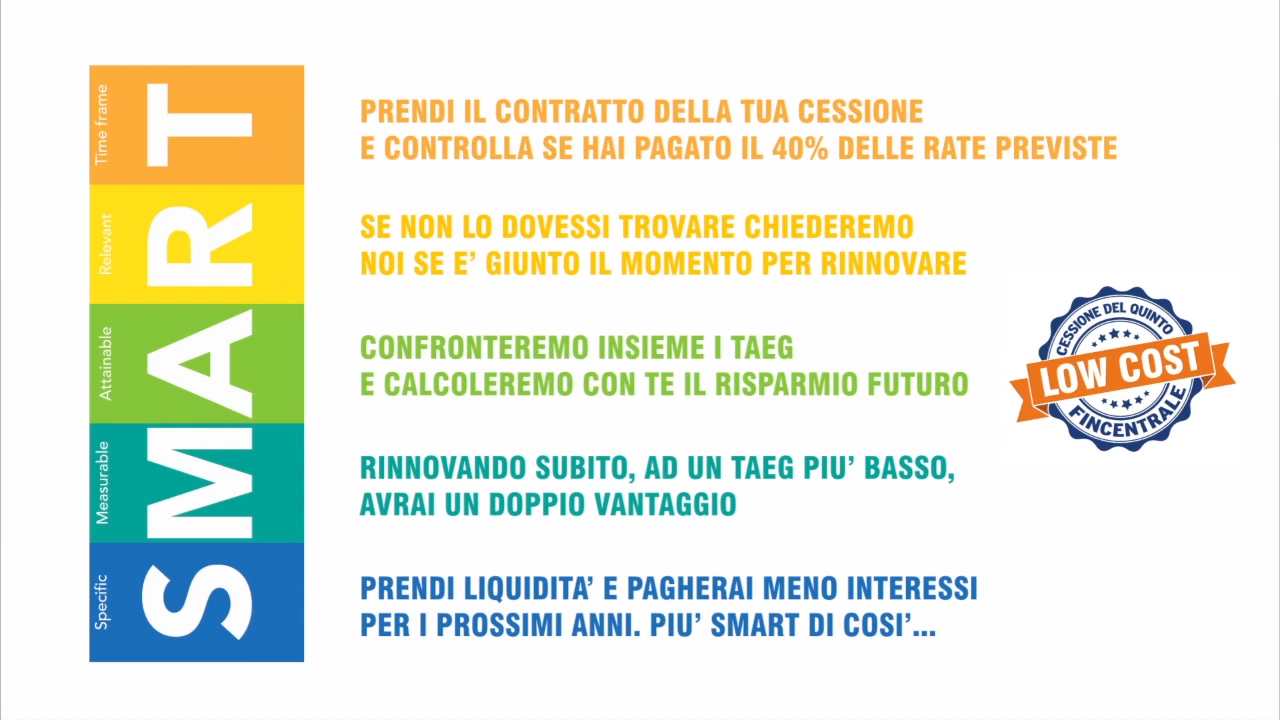 PRENDI IL CONTRATTO DELLA TUA CESSIONE
E CONTROLLA SE HAI PAGATO IL 40% DELLE RATE PREVISTE
SE NON LO DOVESSI TROVARE CHIEDEREMO
NOI SE E' GIUNTO IL MOMENTO PER RINNOVARE
CONFRONTEREMO INSIEME I TAEG
E CALCOLEREMO CON TE IL RISPARMIO FUTURO
RINNOVANDO SUBITO, AD UN TAEG PIU' BASSO,
AVRAI UN DOPPIO VANTAGGIO
PRENDI LIQUIDITA' E PAGHERAI MENO INTERESSI
PER I PROSSIMI ANNI. PIU' SMART DI COSI'...
SMART
Specific
Measurable
Attainable
Relevant
Time frame
CESSIONE DEL QUINTO
LOW COST
FINCENTRALE